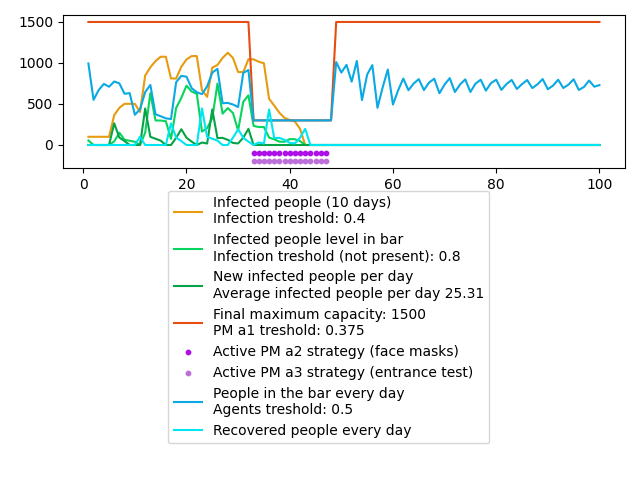 1500
1000
500
0
0 20 40 60 80 100
Infected people (10 days)
Infection treshold: 0.4
Infected people level in bar
Infection treshold (not present): 0.8
New infected people per day
Average infected people per day 25.31
Final maximum capacity: 1500
PM a1 treshold: 0.375
Active PM a2 strategy (face masks)
Active PM a3 strategy (entrance test)
People in the bar every day
Agents treshold: 0.5
Recovered people every day